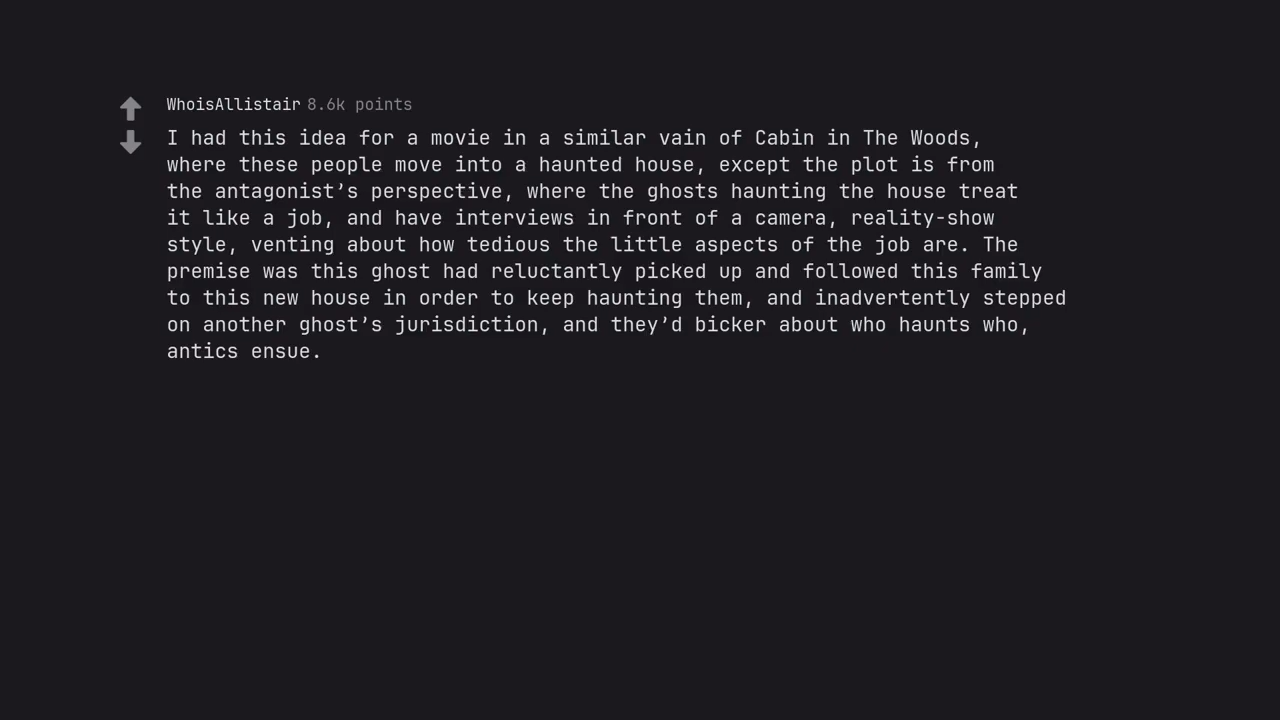 WhoisAllistair 8.6k points
I had this idea for a movie in a similar vain of Cabin in The Woods,
where these people move into a haunted house, except the plot is from
the antagonist’s perspective, where the ghosts haunting the house treat
it like a job, and have interviews in front of a camera, reality-show
style, venting about how tedious the little aspects of the job are. The
premise was this ghost had reluctantly picked up and followed this family
to this new house in order to keep haunting them, and inadvertently stepped
on another ghost’s jurisdiction, and they’d bicker about who haunts who,
antics ensue.